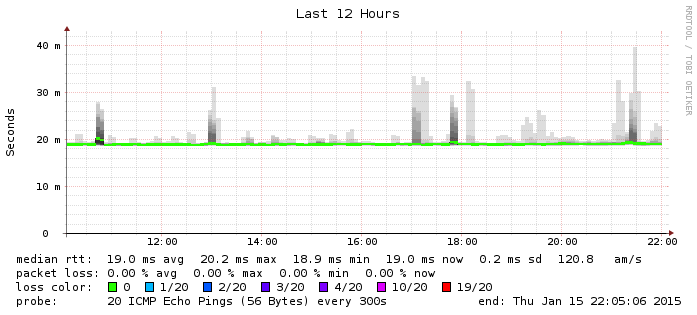 Last 12 Hours
RRDTOOL / TOBI OETIKER
Seconds
40 m
30 m
20 m
10 m
0
12:00 14:00 16:00 18:00 20:00 22:00
median rtt: 19.0 ms avg 20.2 ms max 18.9 ms min 19.0 ms now 0.2 ms sd 120.8 am/s
packet loss: 0.00 % avg 0.00 % max 0.00 % min 0.00 % now
loss color: 0 1/20 2/20 3/20 4/20 10/20 19/20
probe: 20 ICMP Echo Pings (56 Bytes) every 300s end: Thu Jan 15 22:05:06 2015